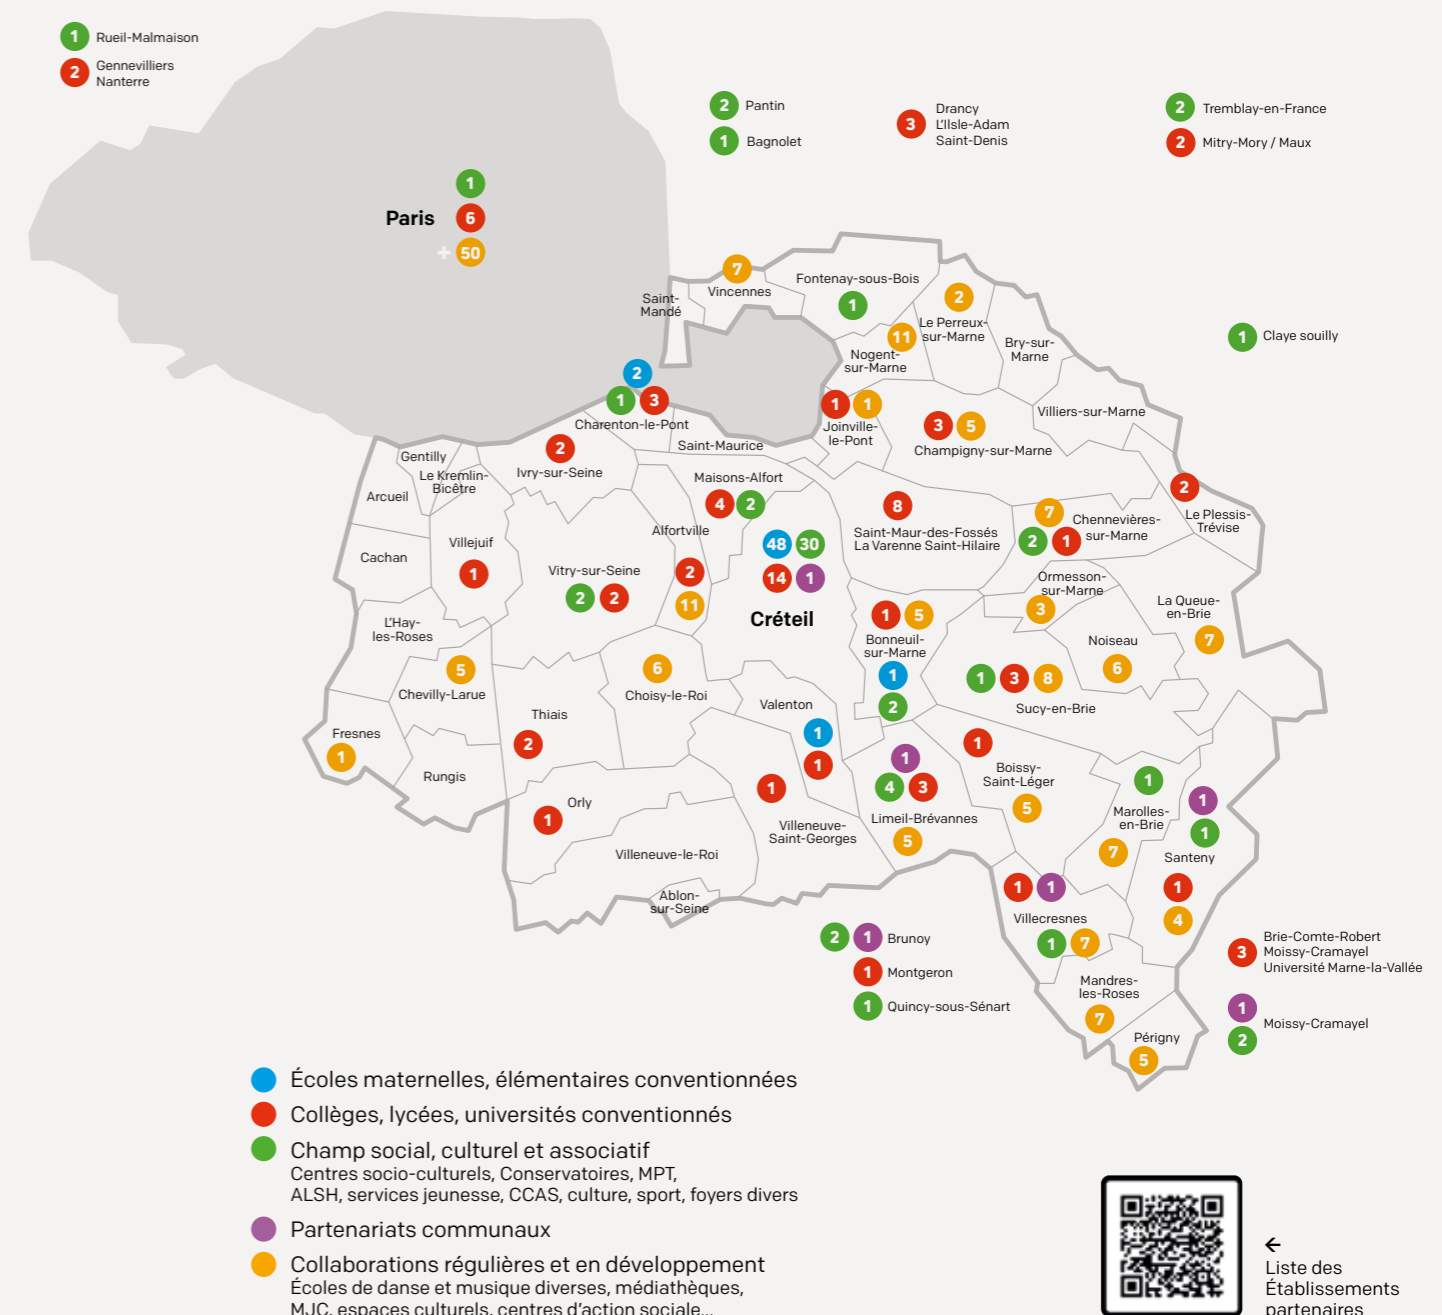 1 Rueil-Malmaison
2 Gennevilliers
Nanterre
2 Pantin
1 Bagnolet
3 Drancy
L'Ilsle-Adam
Saint-Denis
2 Tremblay-en-France
2 Mitry-Mory / Maux
1
Paris 6
+ 50
7
Vincennes
Saint-
Mandé
Fontenay-sous-Bois
1
2
Le Perreux-
sur-Marne
11
Nogent-
sur-Marne
Bry-sur-
Marne
1 Claye souilly
2
1 3
Charenton-le-Pont
Saint-Maurice
1 1
Joinville-
le-Pont
3 5
Champigny-sur-Marne
Villiers-sur-Marne
Gentilly
Le Kremlin-
Bicêtre
Arcueil
2
Ivry-sur-Seine
Maisons-Alfort
4 2
8
Saint-Maur-des-Fossés
La Varenne Saint-Hilaire
7
Chennevières-
sur-Marne
2 1
2
Le Plessis-
Trévise
Cachan
Villejuif
1
Vitry-sur-Seine
2 2
Alfortville
2
11
48 30
14 1
Créteil
Ormesson-
sur-Marne
3
La Queue-
en-Brie
7
L'Hay-
les-Roses
5
Chevilly-Larue
6
Choisy-le-Roi
1 5
Bonneuil-
sur-Marne
1
2
1 3 8
Sucy-en-Brie
Noiseau
6
Fresnes
1
Rungis
Thiais
2
Valenton
1
1
1
Villeneuve-
Saint-Georges
1
4 3
Limeil-Brévannes
5
1
Boissy-
Saint-Léger
5
1
Marolles-
en-Brie
7
1
1
Santeny
1
4
1 Orly
Villeneuve-le-Roi
Ablon-
sur-Seine
1 1
Villecresnes
1 7
2 1 Brunoy
1 Montgeron
1 Quincy-sous-Sénart
Mandres-
les-Roses
7
Périgny
5
3 Brie-Comte-Robert
Moissy-Cramayel
Université Marne-la-Vallée
1
Moissy-Cramayel
2
Écoles maternelles, élémentaires conventionnées
Collèges, lycées, universités conventionnés
Champ social, culturel et associatif
Centres socio-culturels, Conservatoires, MPT,
ALSH, services jeunesse, CCAS, culture, sport, foyers divers
Partenariats communaux
Collaborations régulières et en développement
Écoles de danse et musique diverses, médiathèques,
MJC, espaces culturels, centres d'action sociale...
←
Liste des
Établissements
partenaires